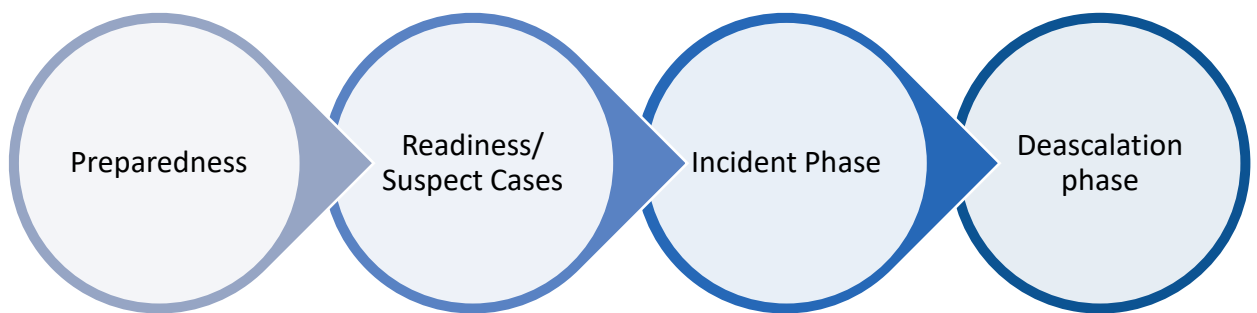 Preparedness
Readiness/
Suspect Cases
Incident Phase
Deascalation
phase